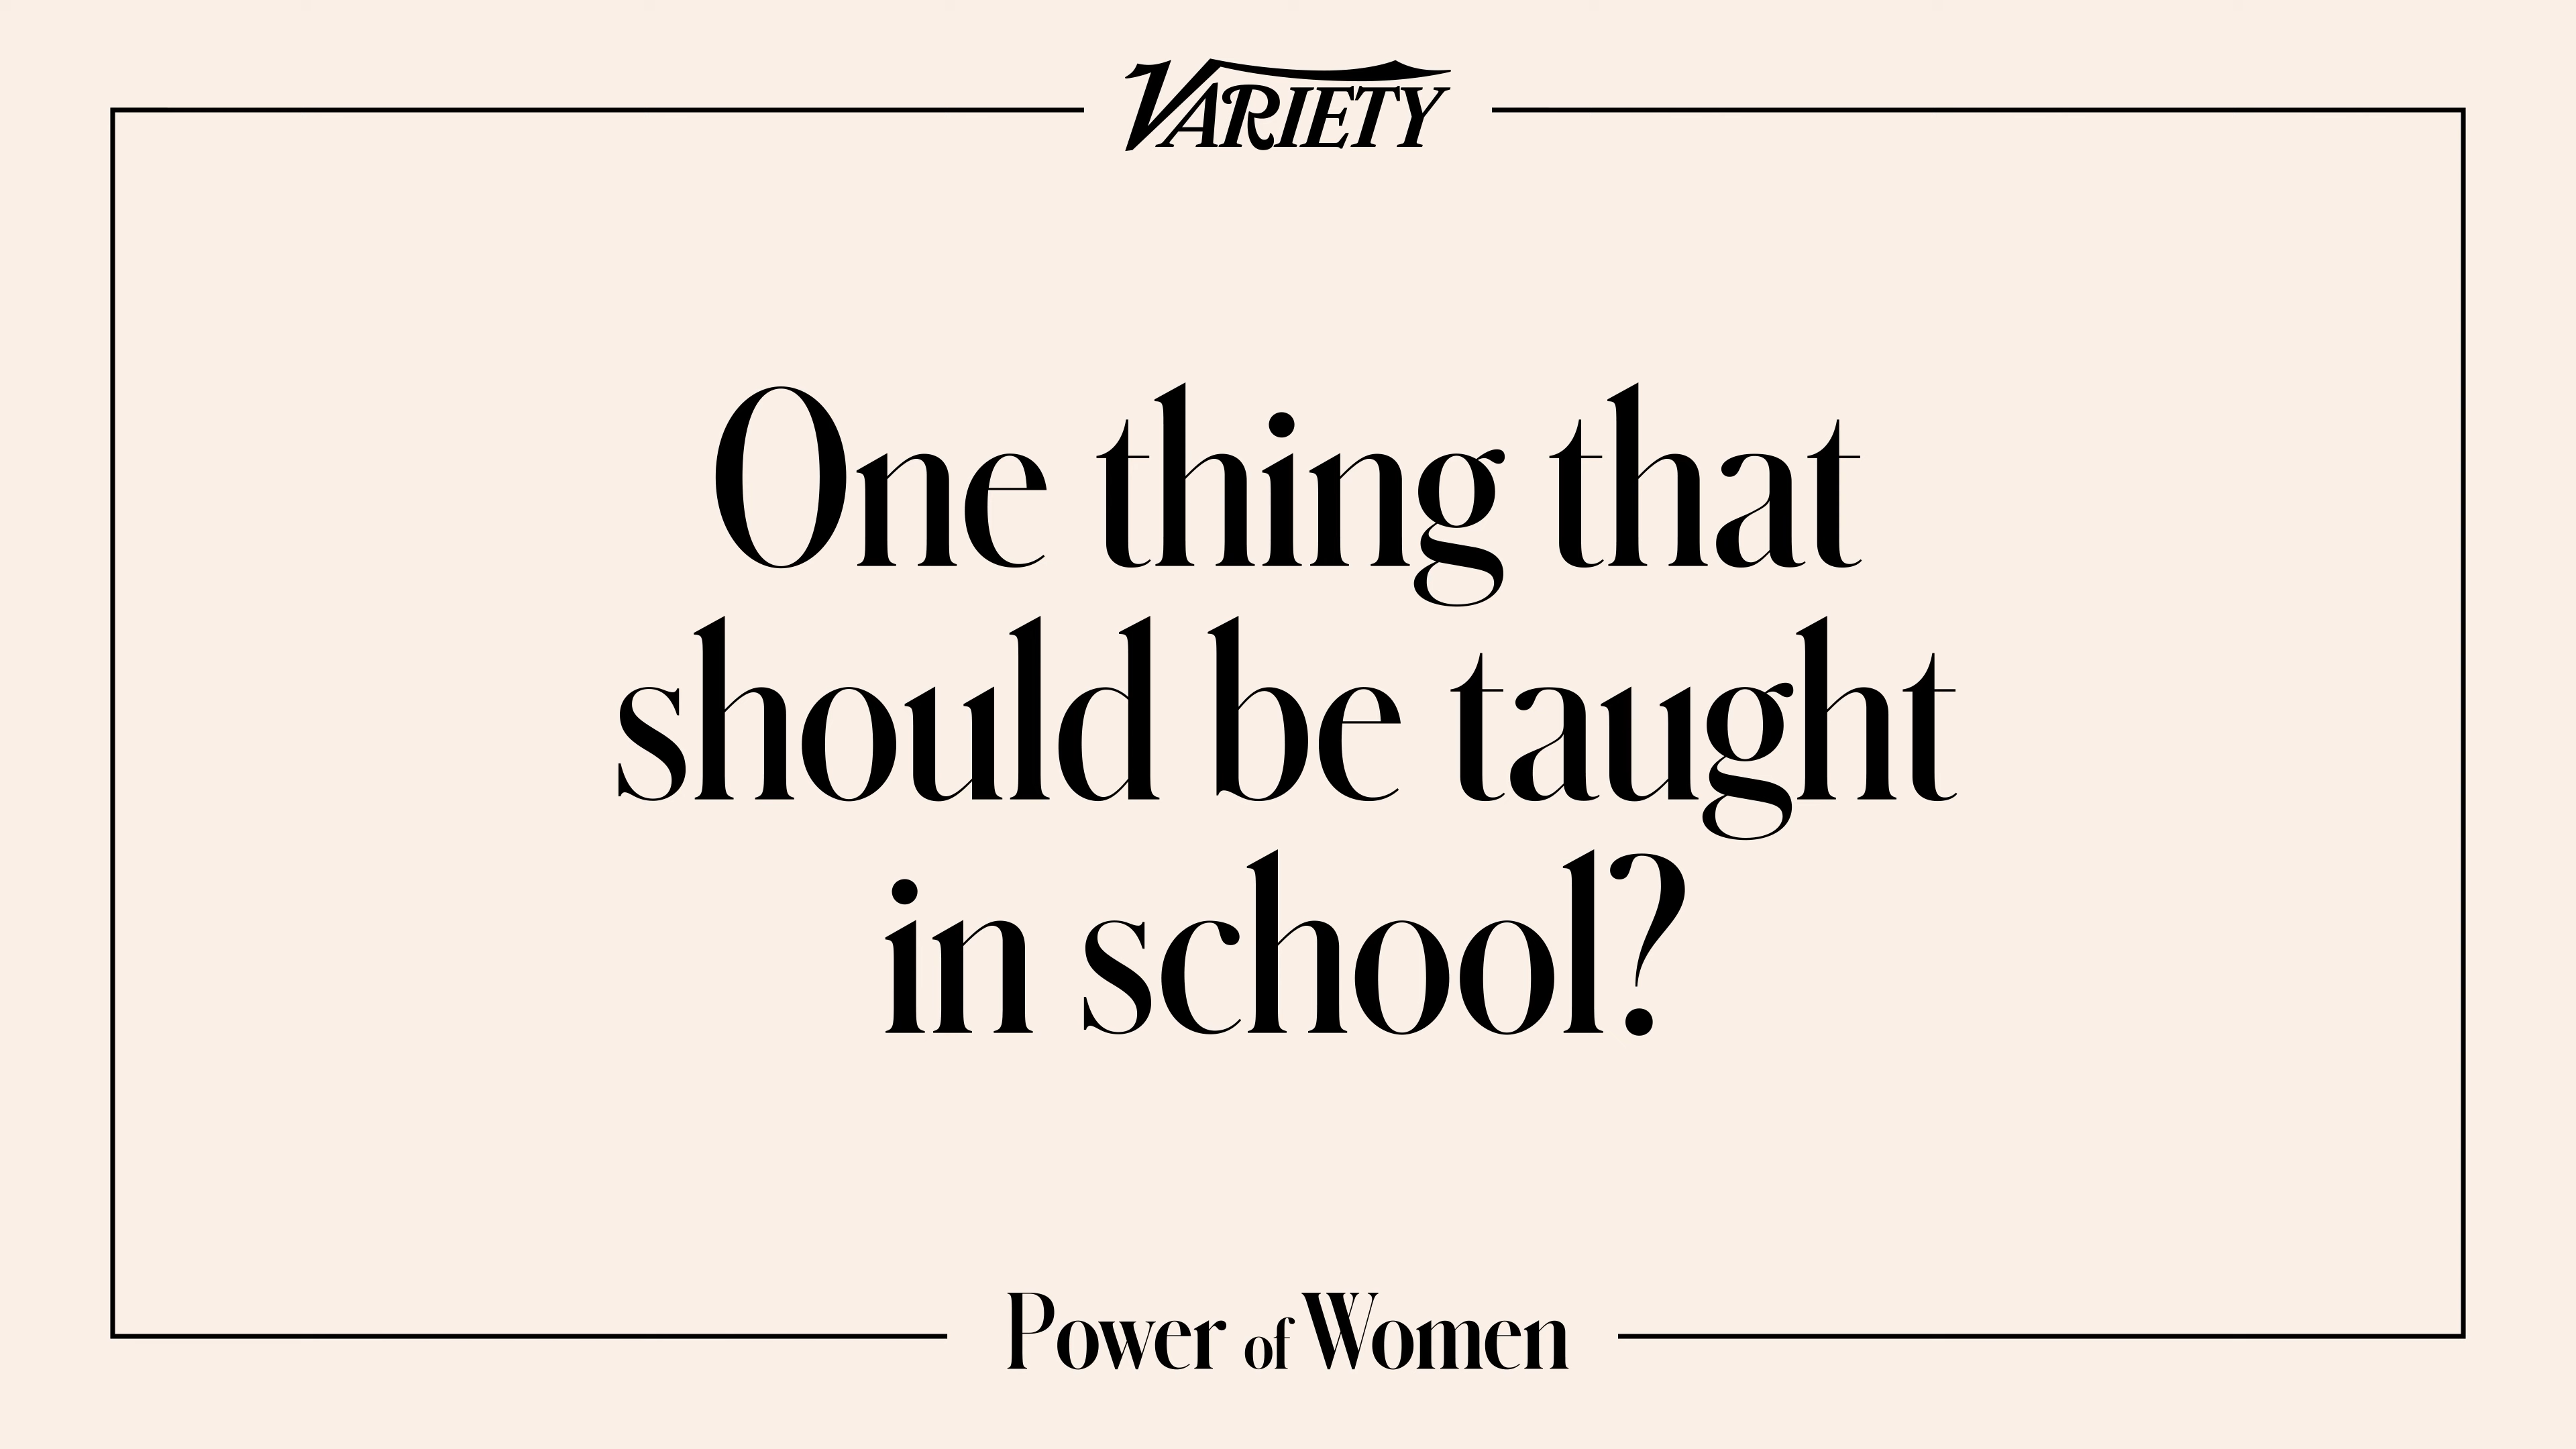 VARIETY
One thing that
should be taught
in school?
Power of Women